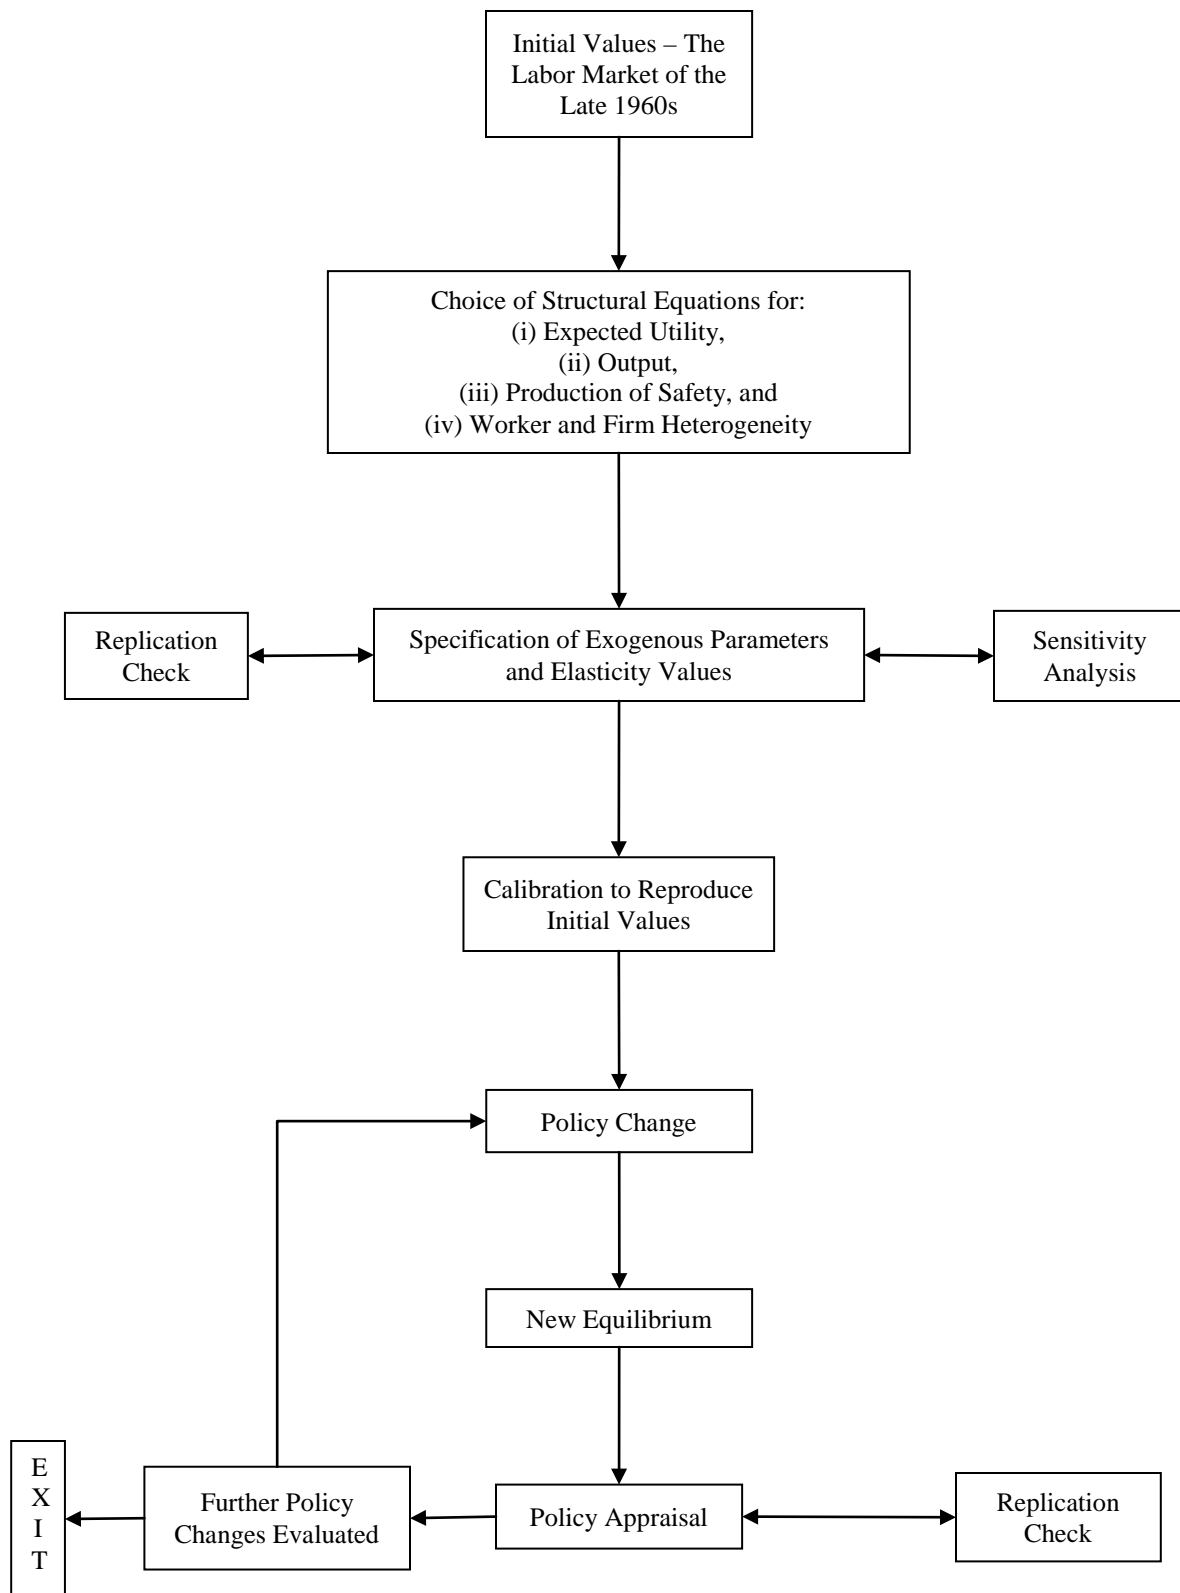 Initial Values – The
Labor Market of the
Late 1960s
Choice of Structural Equations for:
(i) Expected Utility,
(ii) Output,
(iii) Production of Safety, and
(iv) Worker and Firm Heterogeneity
Replication
Check
Specification of Exogenous Parameters
and Elasticity Values
Sensitivity
Analysis
Calibration to Reproduce
Initial Values
Policy Change
New Equilibrium
E
X
I
T
Further Policy
Changes Evaluated
Policy Appraisal
Replication
Check